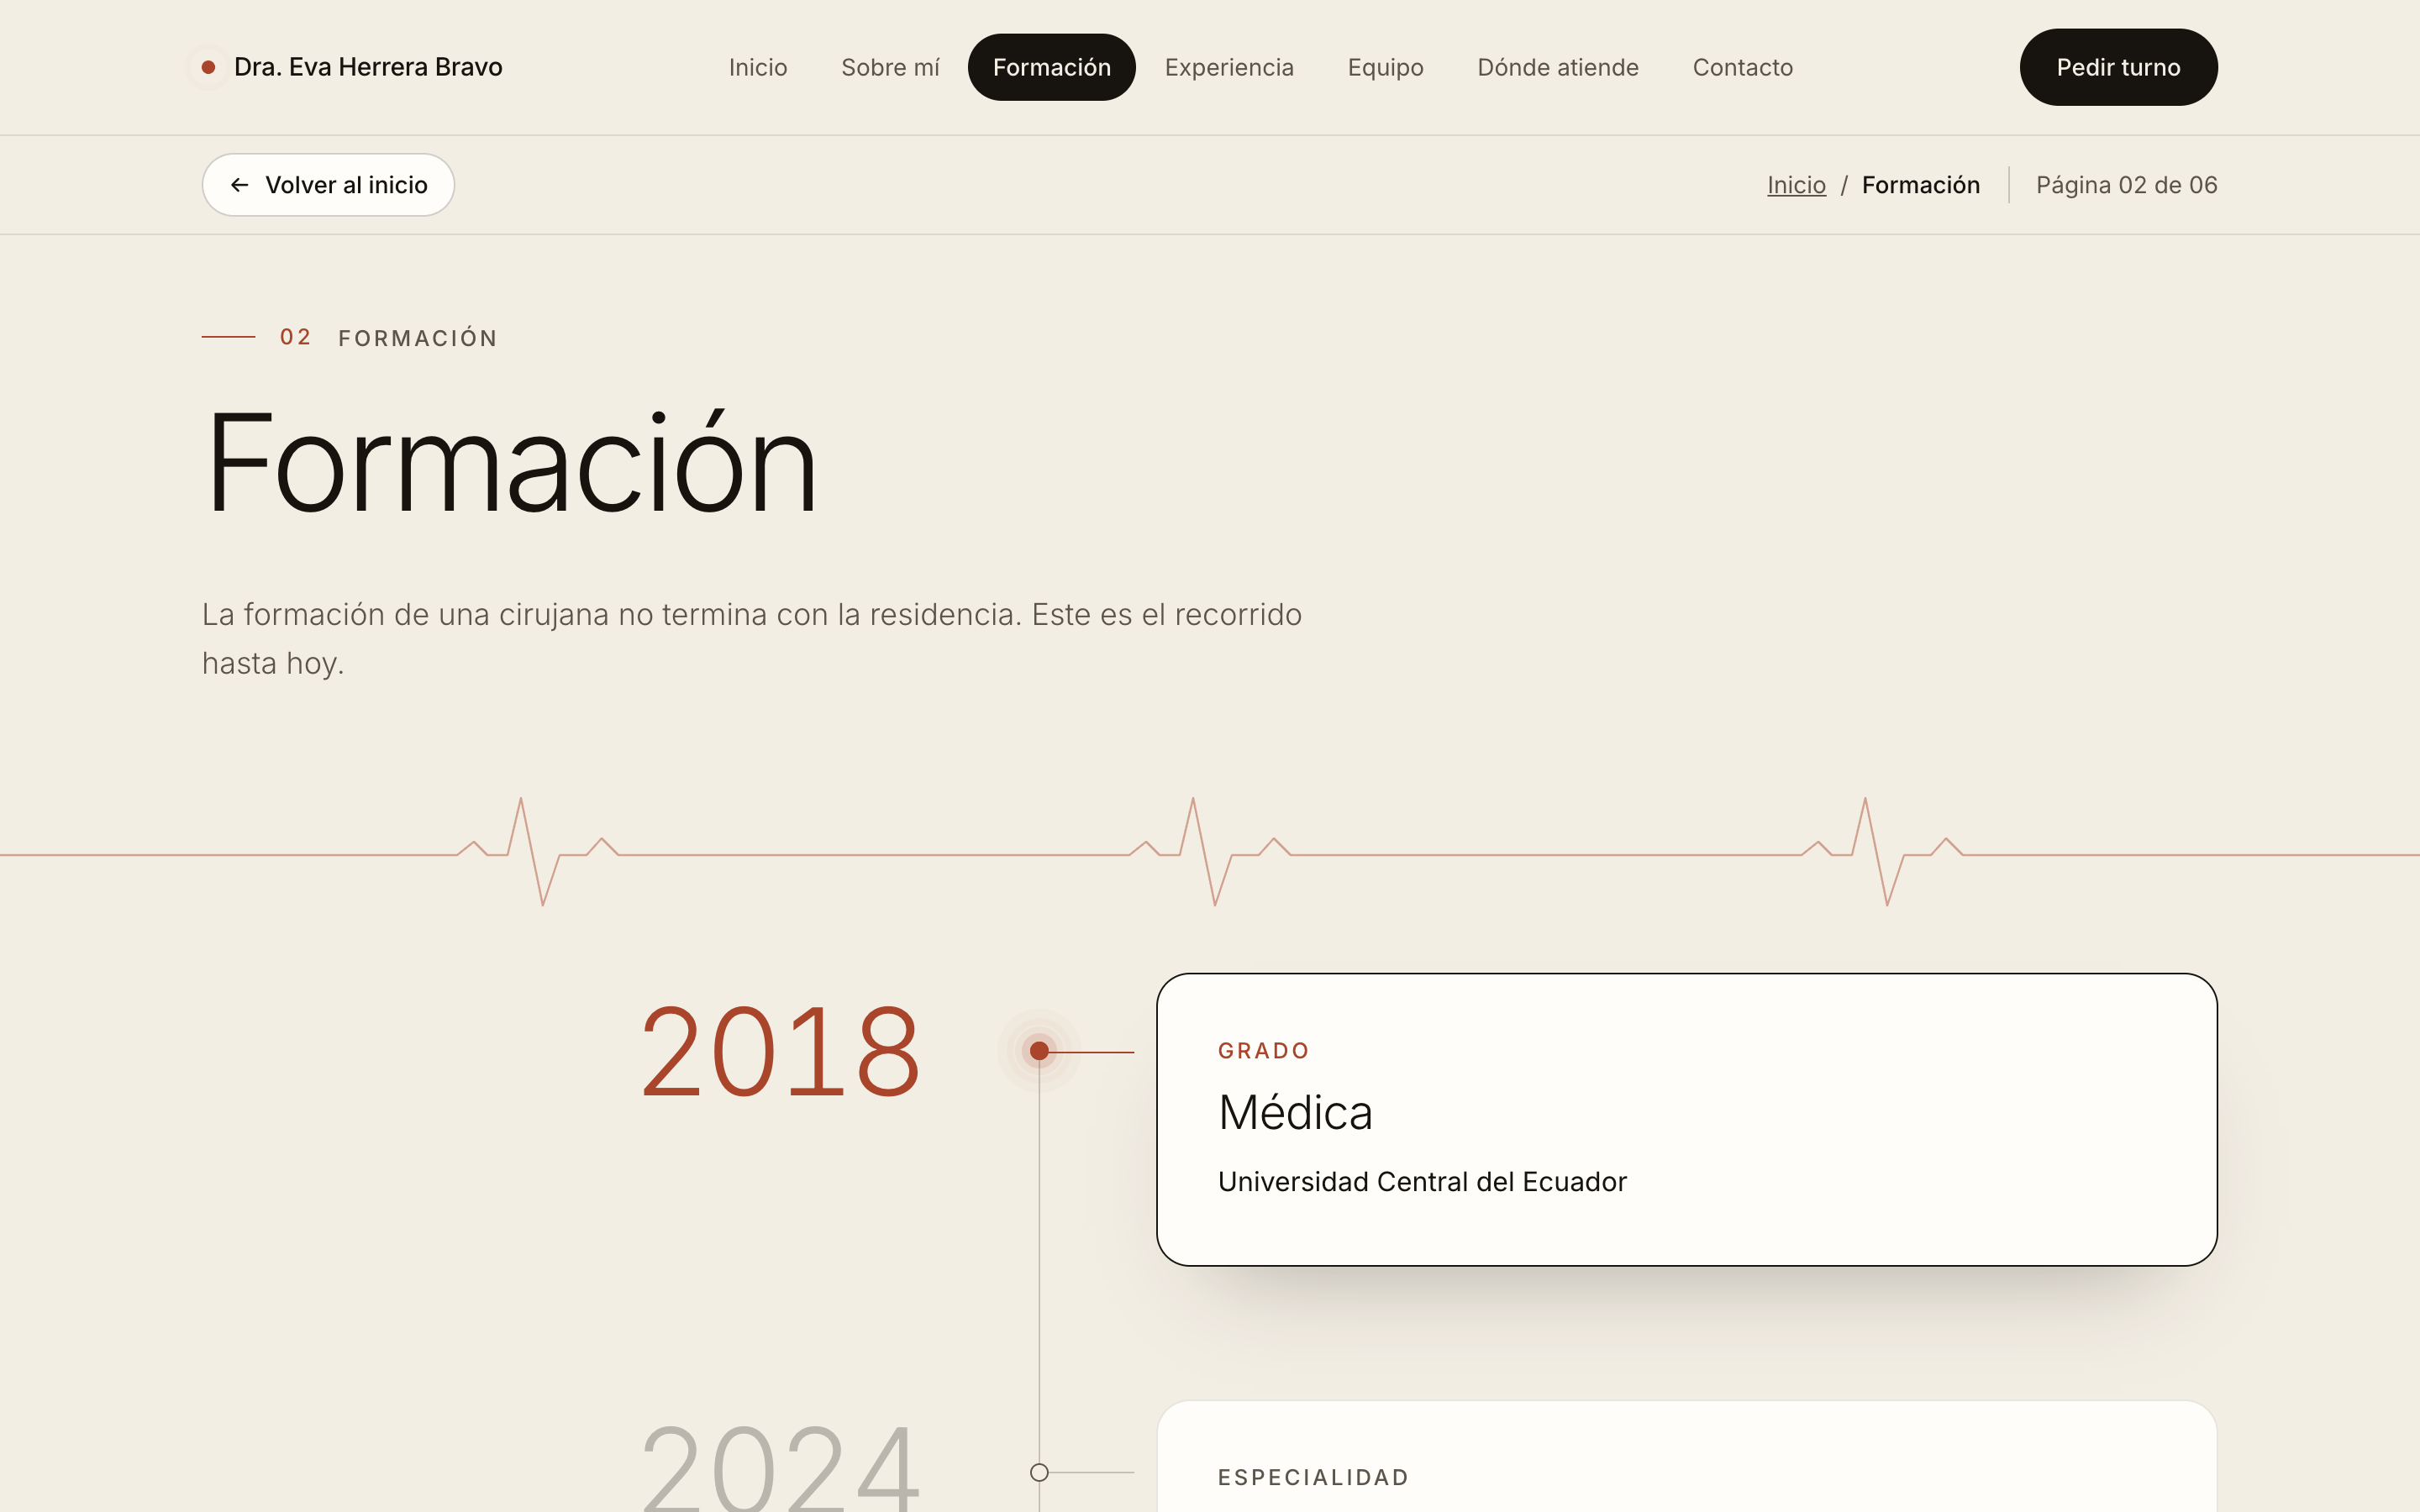 Dra. Eva Herrera Bravo
Inicio
Sobre mí
Formación
Experiencia
Equipo
Dónde atiende
Contacto
Pedir turno
← Volver al inicio
Inicio / Formación
Página 02 de 06
02 FORMACIÓN
Formación
La formación de una cirujana no termina con la residencia. Este es el recorrido
hasta hoy.
2018
GRADO
Médica
Universidad Central del Ecuador
2024
ESPECIALIDAD